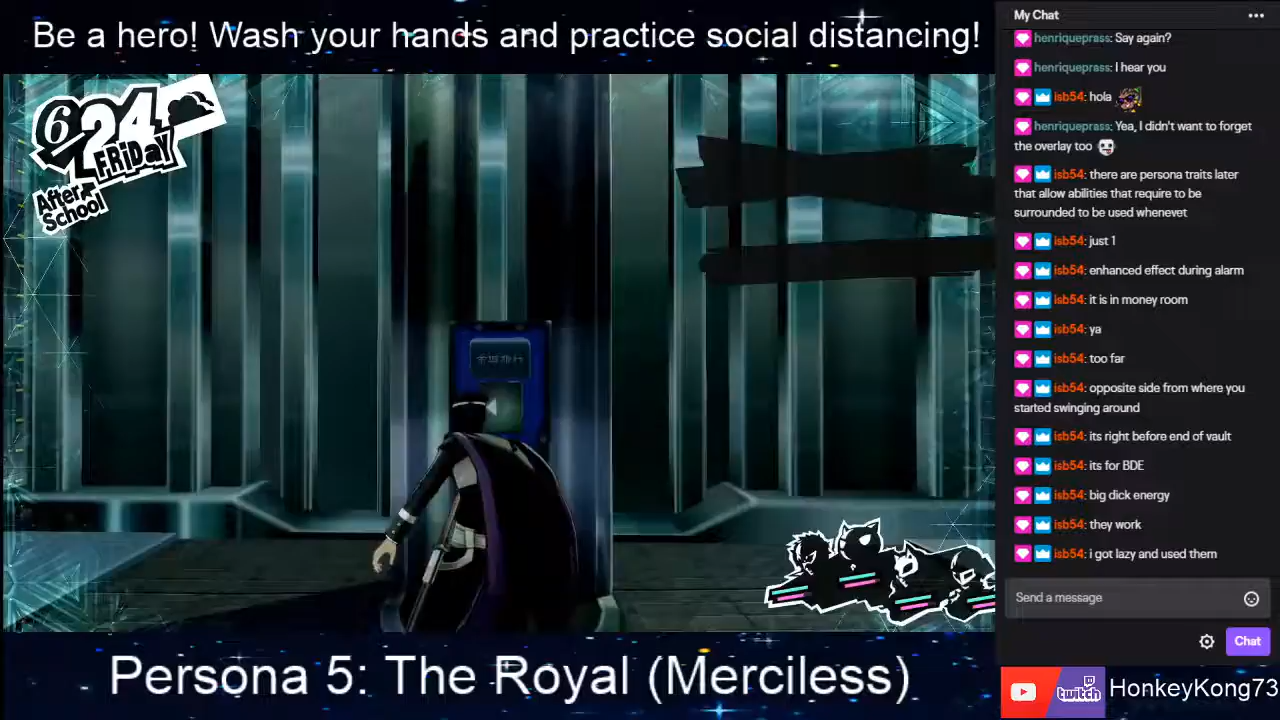 Be a hero! Wash your hands and practice social distancing!
6/24
FRiDaY
After
School
My Chat
henriqueprass: Say again?
henriqueprass: I hear you
isb54: hola
henriqueprass: Yea, I didn't want to forget
the overlay too
isb54: there are persona traits later
that allow abilities that require to be
surrounded to be used whenevet
isb54: just 1
isb54: enhanced effect during alarm
isb54: it is in money room
isb54: ya
isb54: too far
isb54: opposite side from where you
started swinging around
isb54: its right before end of vault
isb54: its for BDE
isb54: big dick energy
isb54: they work
isb54: i got lazy and used them
Send a message
Chat
Persona 5: The Royal (Merciless)
twitch
HonkeyKong73